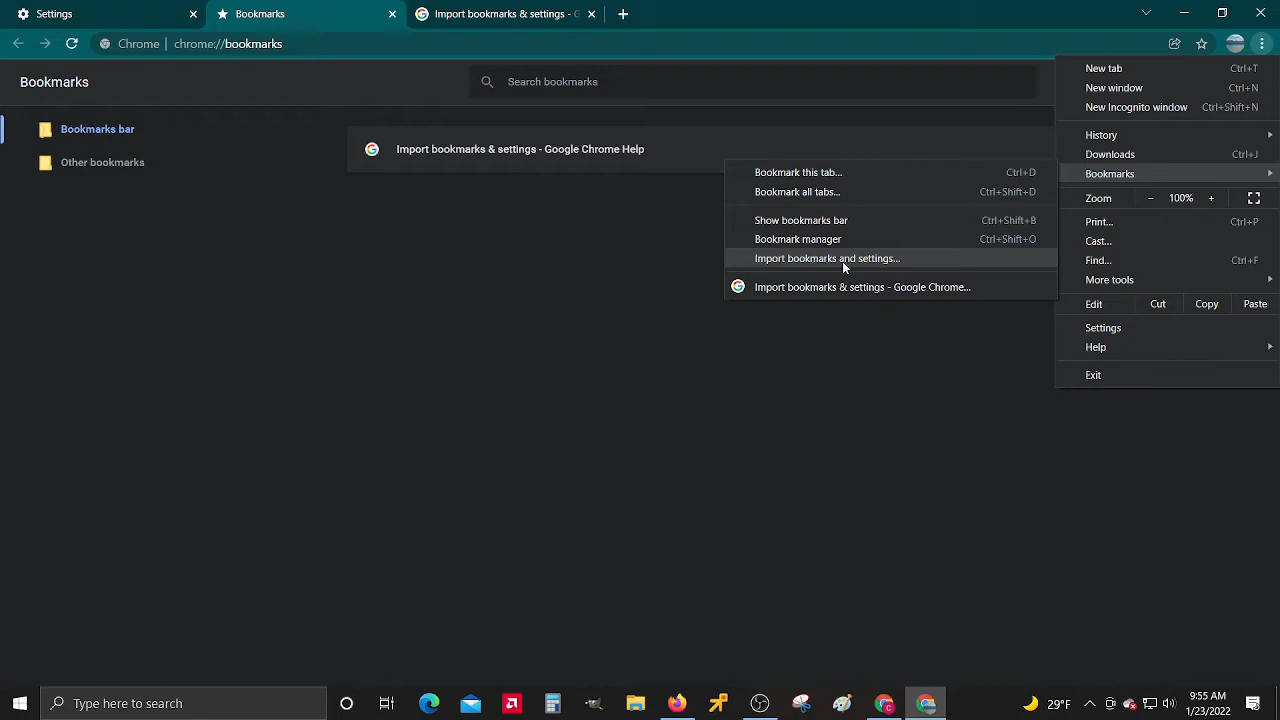 Settings
Bookmarks
Import bookmarks & settings - G
Chrome | chrome://bookmarks
Bookmarks
Search bookmarks
Bookmarks bar
Other bookmarks
Import bookmarks & settings - Google Chrome Help
Bookmark this tab... Ctrl+D
Bookmark all tabs... Ctrl+Shift+D
Show bookmarks bar Ctrl+Shift+B
Bookmark manager Ctrl+Shift+O
Import bookmarks and settings...
Import bookmarks & settings - Google Chrome...
New tab Ctrl+T
New window Ctrl+N
New Incognito window Ctrl+Shift+N
History
Downloads Ctrl+J
Bookmarks
Zoom - 100% +
Print... Ctrl+P
Cast...
Find... Ctrl+F
More tools
Edit Cut Copy Paste
Settings
Help
Exit
Type here to search
29°F
9:55 AM
1/23/2022